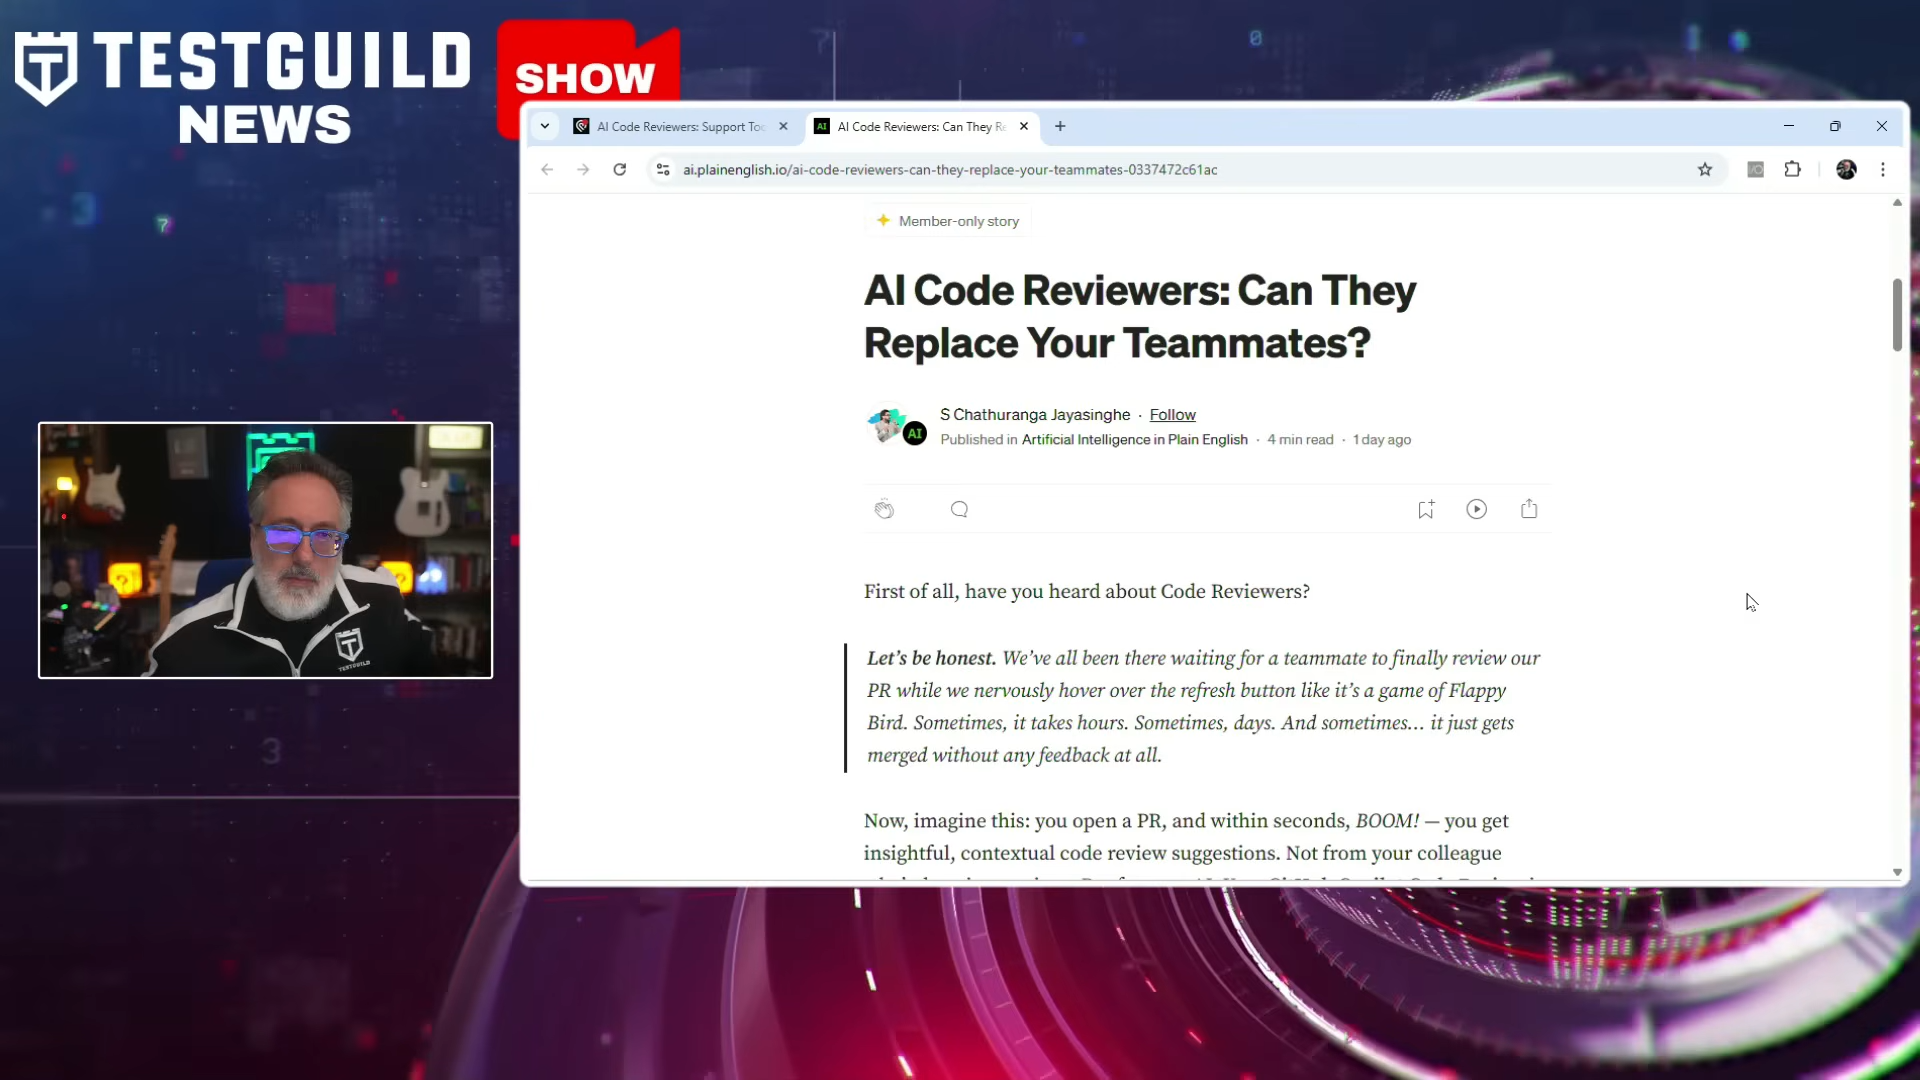 TESTGUILD
NEWS
SHOW
AI Code Reviewers: Support Too
AI Code Reviewers: Can They Re
ai.plainenglish.io/ai-code-reviewers-can-they-replace-your-teammates-0337472c61ac
Member-only story
AI Code Reviewers: Can They
Replace Your Teammates?
S Chathuranga Jayasinghe · Follow
AI
Published in Artificial Intelligence in Plain English · 4 min read · 1 day ago
First of all, have you heard about Code Reviewers?
Let’s be honest. We’ve all been there waiting for a teammate to finally review our
PR while we nervously hover over the refresh button like it’s a game of Flappy
Bird. Sometimes, it takes hours. Sometimes, days. And sometimes… it just gets
merged without any feedback at all.
Now, imagine this: you open a PR, and within seconds, BOOM! — you get
insightful, contextual code review suggestions. Not from your colleague
TESTGUILD